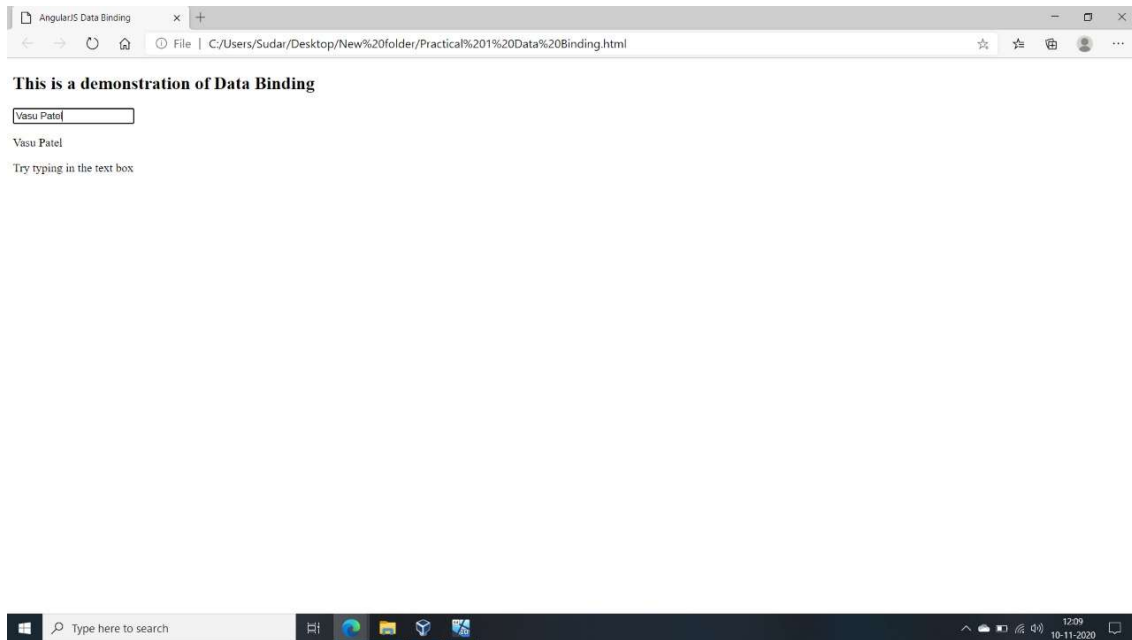 AngularJS Data Binding
File | C:/Users/Sudar/Desktop/New%20folder/Practical%201%20Data%20Binding.html
This is a demonstration of Data Binding
Vasu Patel
Vasu Patel
Try typing in the text box
Type here to search
12:09
10-11-2020